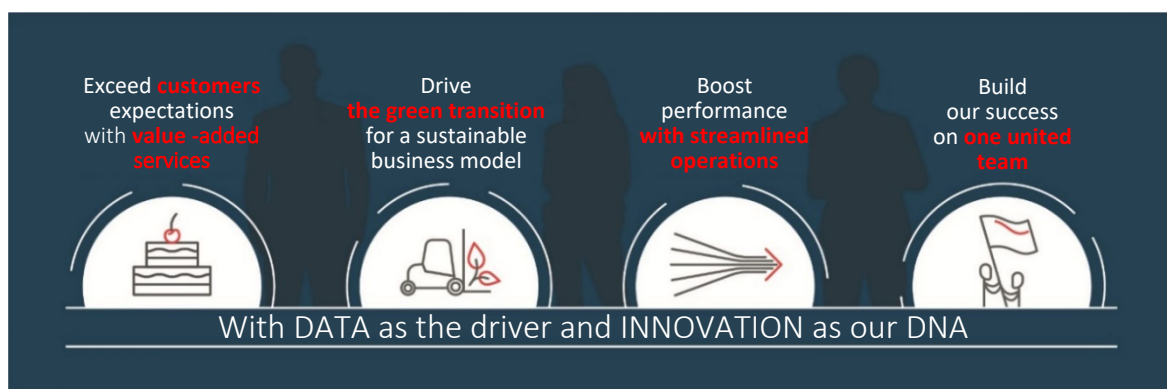 Exceed customers
expectations
with value -added
services
Drive
the green transition
for a sustainable
business model
Boost
performance
with streamlined
operations
Build
our success
on one united
team
With DATA as the driver and INNOVATION as our DNA